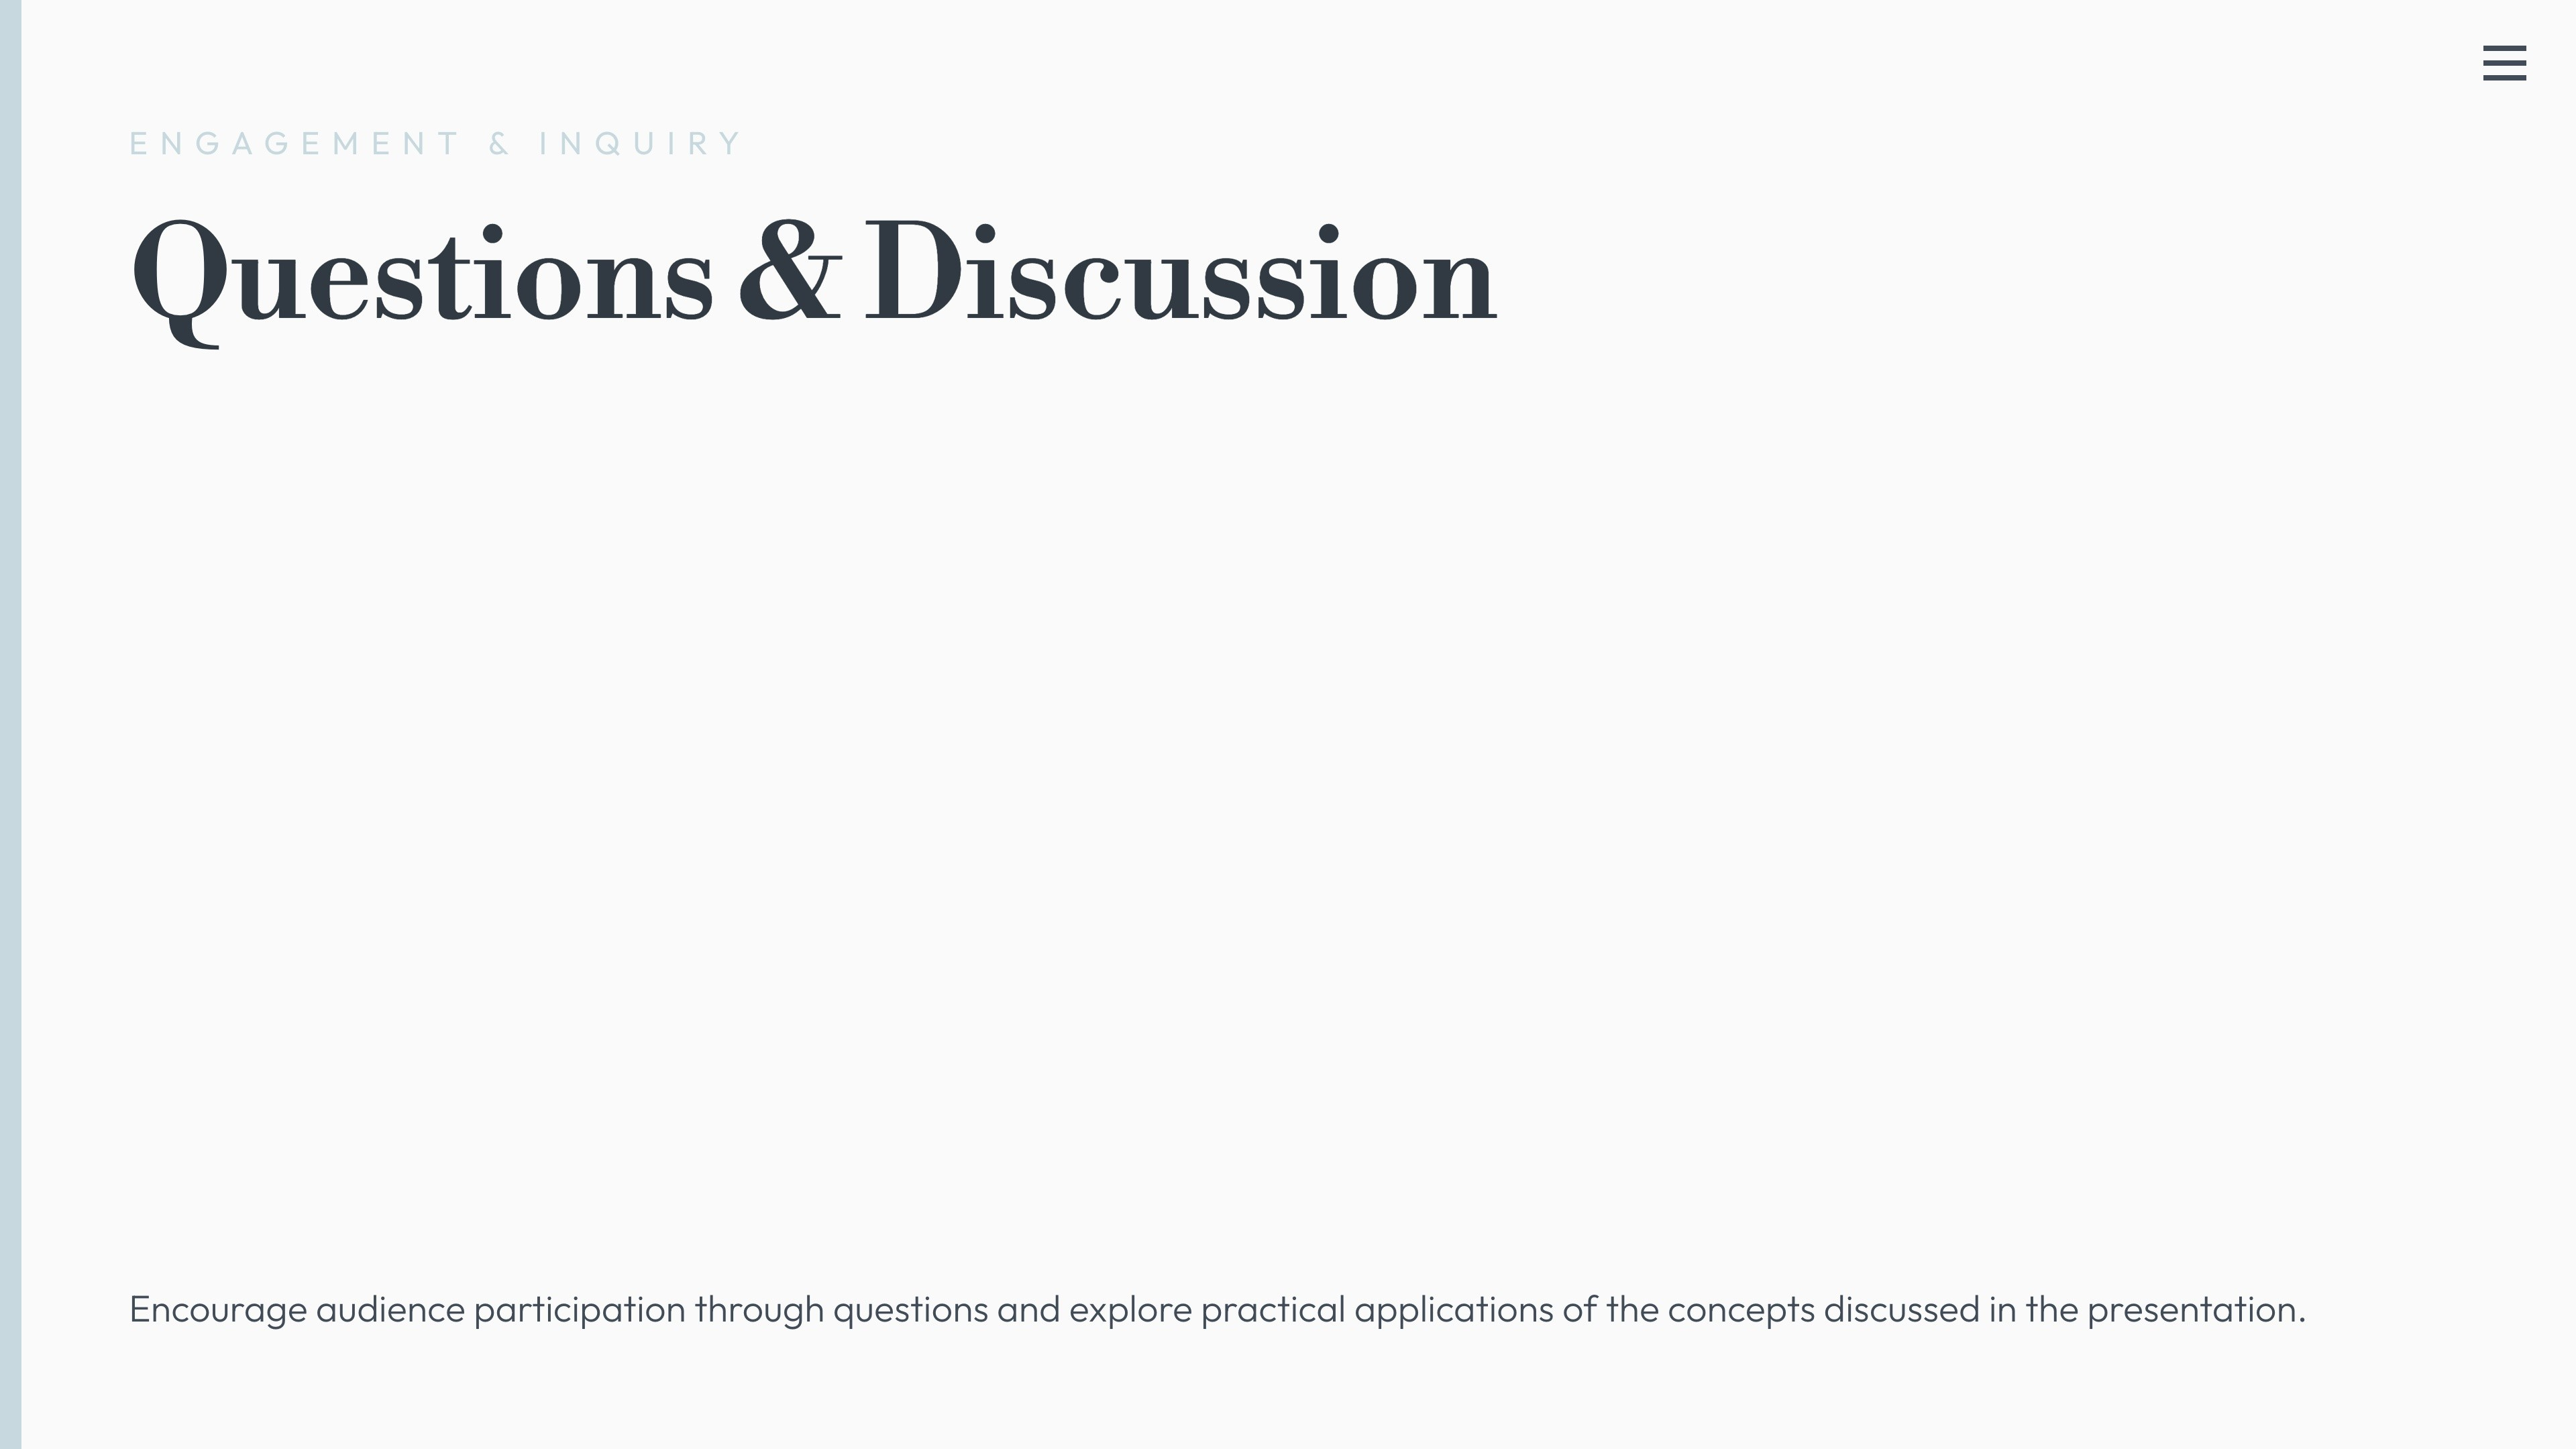 ENGAGEMENT & INQUIRY
Questions & Discussion
Encourage audience participation through questions and explore practical applications of the concepts discussed in the presentation.